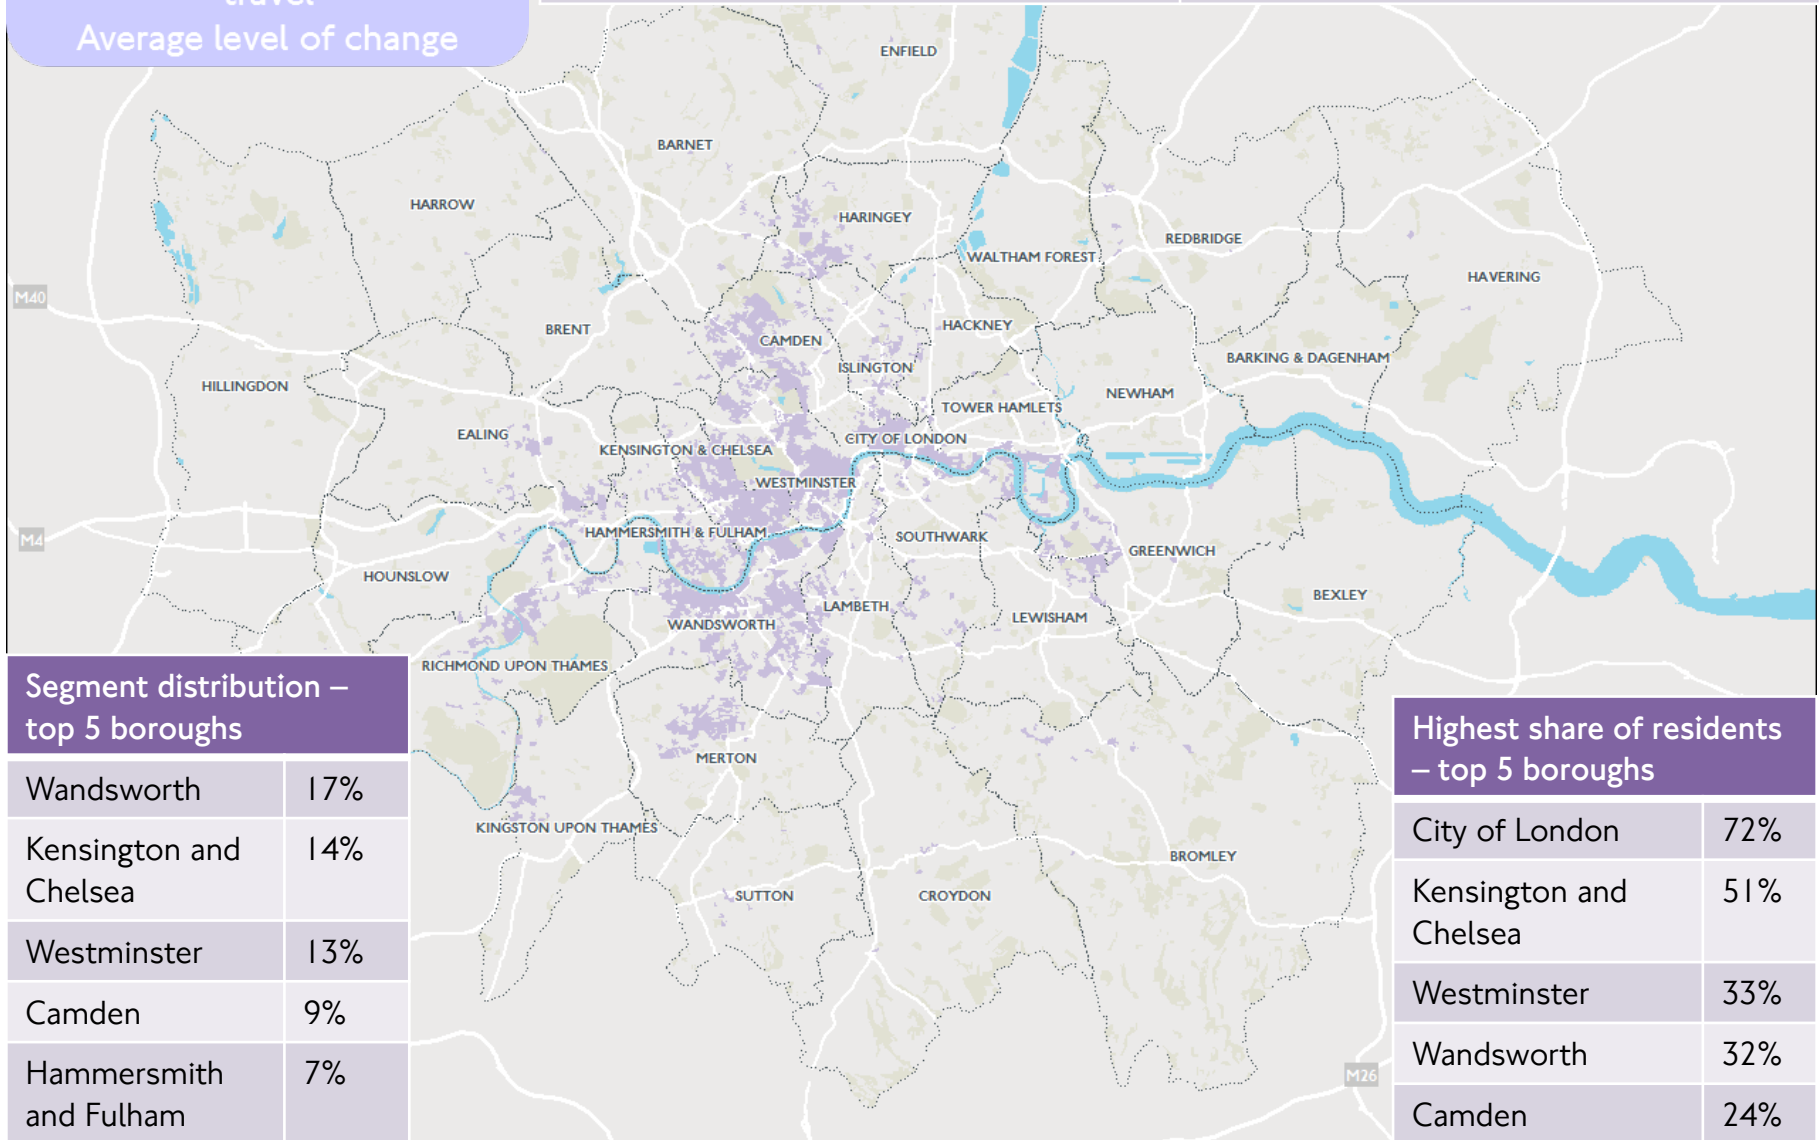 travel
Average level of change
ENFIELD
BARNET
HARROW
HARINGEY
REDBRIDGE
WALTHAM FOREST
HAVERING
M40
BRENT
HACKNEY
CAMDEN
BARKING & DAGENHAM
ISLINGTON
HILLINGDON
NEWHAM
TOWER HAMLETS
EALING
CITY OF LONDON
KENSINGTON & CHELSEA
WESTMINSTER
M4
HAMMERSMITH & FULHAM
SOUTHWARK
GREENWICH
HOUNSLOW
BEXLEY
LAMBETH
LEWISHAM
WANDSWORTH
RICHMOND UPON THAMES
MERTON
KINGSTON UPON THAMES
BROMLEY
SUTTON
CROYDON
M26
Segment distribution –
top 5 boroughs
Wandsworth 17%
Kensington and 14%
Chelsea
Westminster 13%
Camden 9%
Hammersmith 7%
and Fulham
Highest share of residents
– top 5 boroughs
City of London 72%
Kensington and 51%
Chelsea
Westminster 33%
Wandsworth 32%
Camden 24%